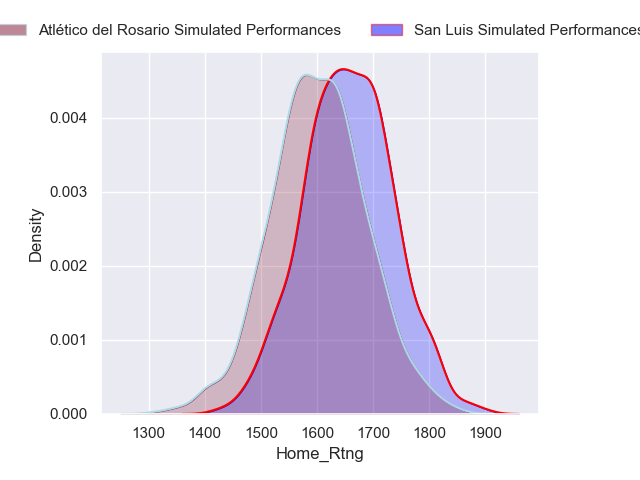 Atlético del Rosario Simulated Performances San Luis Simulated Performances
0.004
0.003
0.002
0.001
0.000
Density
1300 1400 1500 1600 1700 1800 1900
Home_Rtng